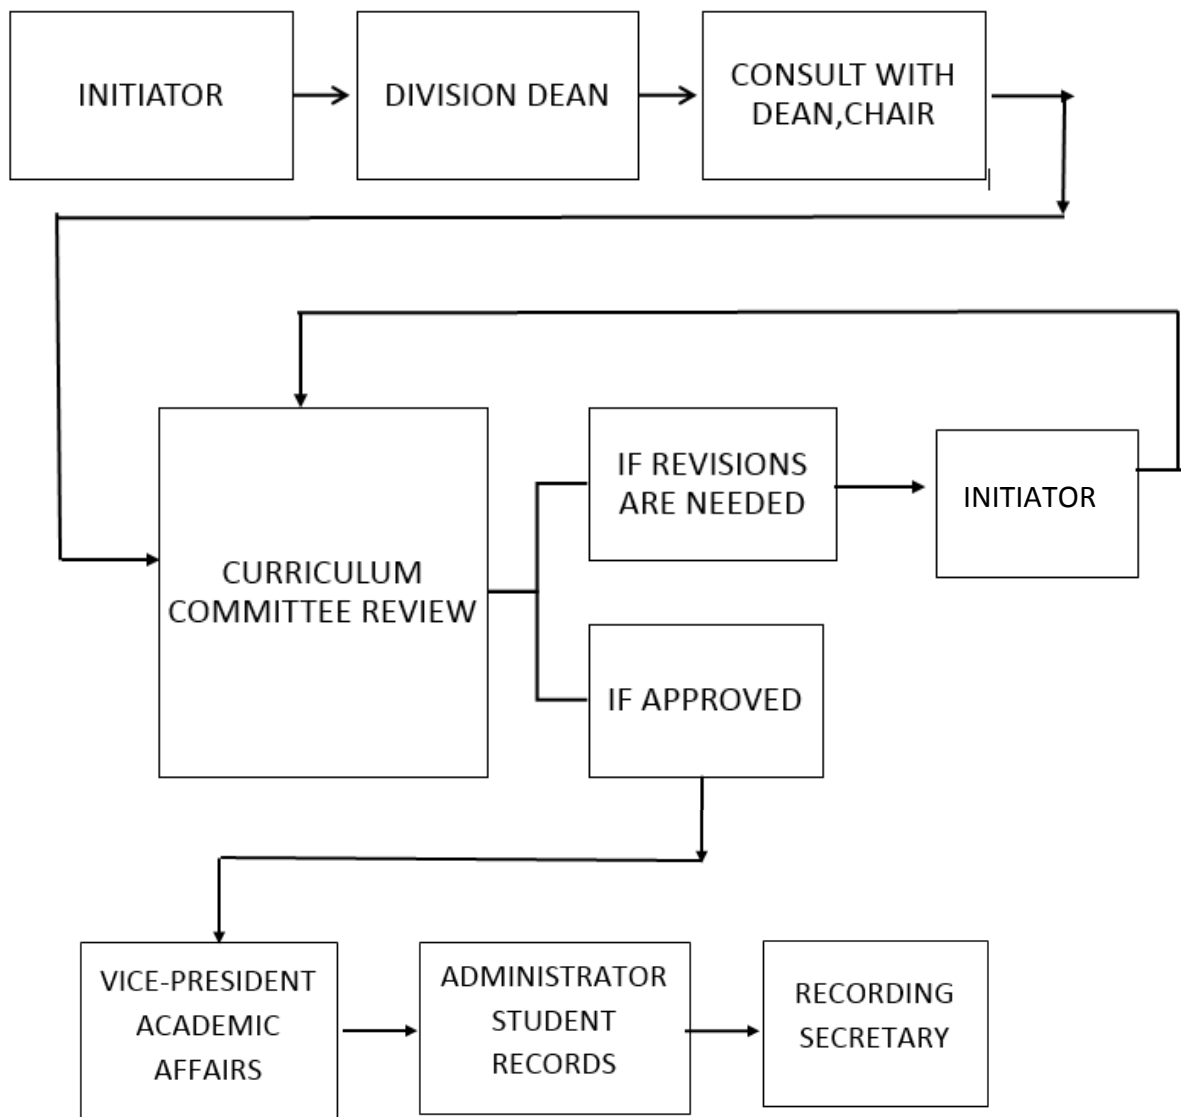 INITIATOR
DIVISION DEAN
CONSULT WITH
DEAN,CHAIR
CURRICULUM
COMMITTEE REVIEW
IF REVISIONS
ARE NEEDED
INITIATOR
IF APPROVED
VICE-PRESIDENT
ACADEMIC
AFFAIRS
ADMINISTRATOR
STUDENT
RECORDS
RECORDING
SECRETARY